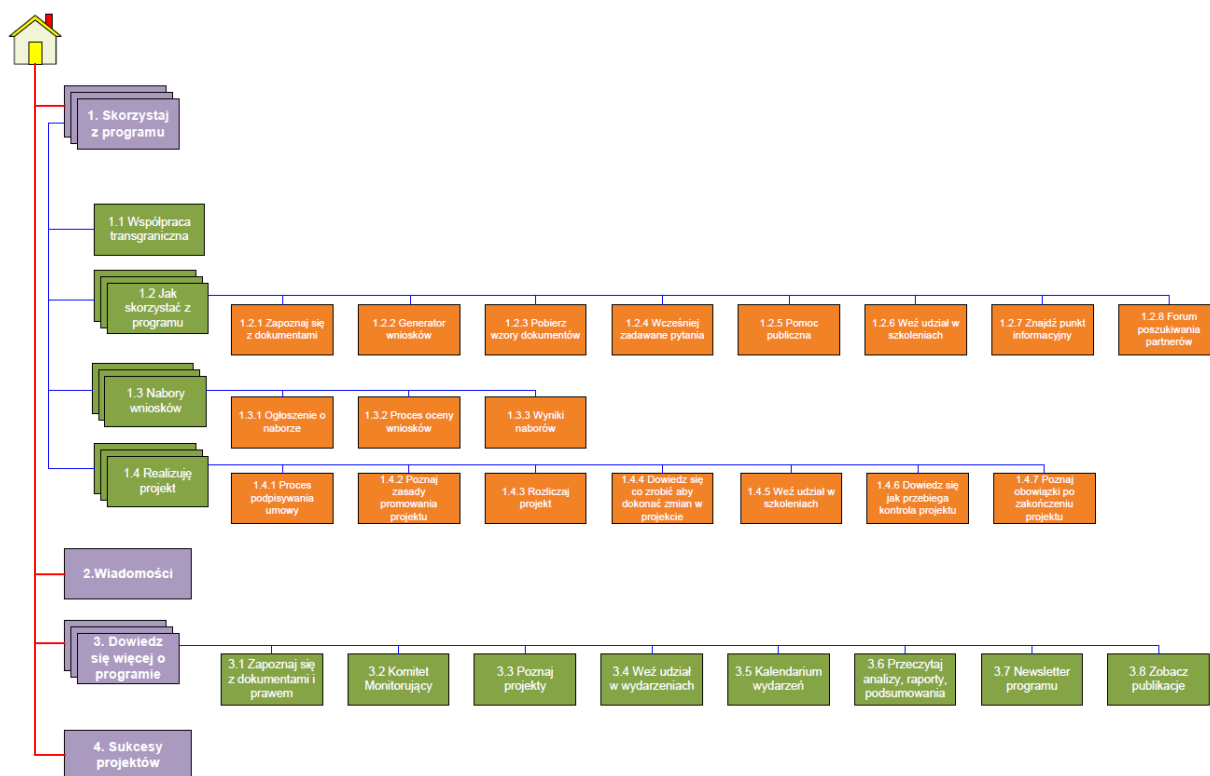 1. Skorzystaj
z programu
1.1 Współpraca
transgraniczna
1.2 Jak
skorzystać z
programu
1.2.1 Zapoznaj się
z dokumentami
1.2.2 Generator
wniosków
1.2.3 Pobierz
wzory dokumentów
1.2.4 Wcześniej
zadawane pytania
1.2.5 Pomoc
publiczna
1.2.6 Weź udział w
szkoleniach
1.2.7 Znajdź punkt
informacyjny
1.2.8 Forum
poszukiwania
partnerów
1.3 Nabory
wniosków
1.3.1 Ogłoszenie o
naborze
1.3.2 Proces oceny
wniosków
1.3.3 Wyniki
naborów
1.4 Realizuję
projekt
1.4.1 Proces
podpisywania
umowy
1.4.2 Poznaj
zasady
promowania
projektu
1.4.3 Rozliczaj
projekt
1.4.4 Dowiedz się
co zrobić aby
dokonać zmian w
projekcie
1.4.5 Weź udział w
szkoleniach
1.4.6 Dowiedz się
jak przebiega
kontrola projektu
1.4.7 Poznaj
obowiązki po
zakończeniu
projektu
2.Wiadomości
3. Dowiedz
się więcej o
programie
3.1 Zapoznaj się
z dokumentami i
prawem
3.2 Komitet
Monitorujący
3.3 Poznaj
projekty
3.4 Weź udział
w wydarzeniach
3.5 Kalendarium
wydarzeń
3.6 Przeczytaj
analizy, raporty,
podsumowania
3.7 Newsletter
programu
3.8 Zobacz
publikacje
4. Sukcesy
projektów